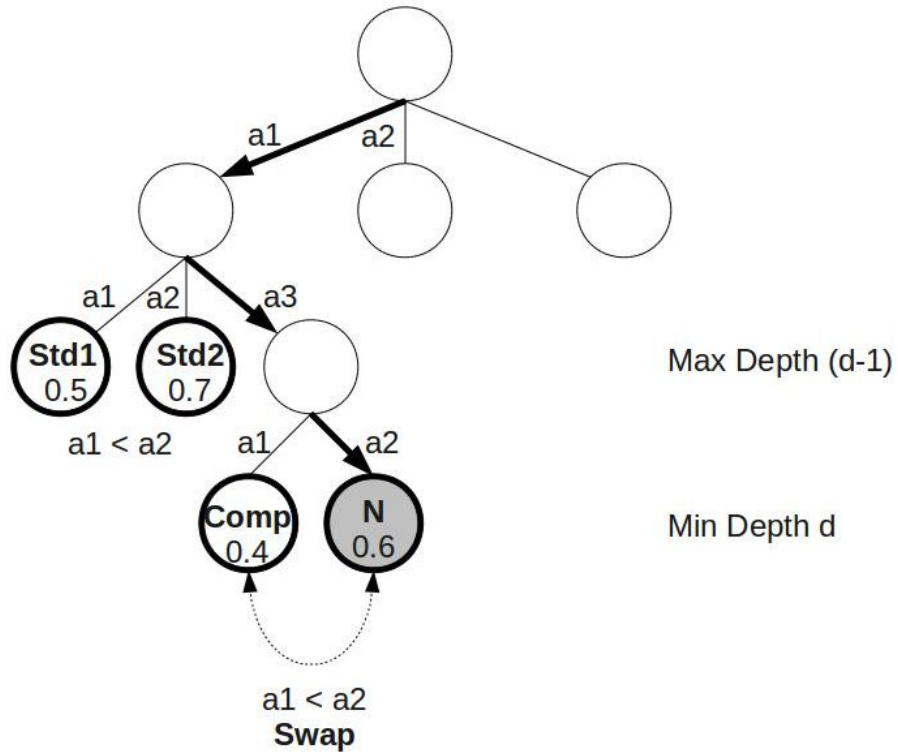 a1
a2
a1
a2
a3
Std1
0.5
Std2
0.7
Max Depth (d-1)
a1 < a2
a1
a2
Comp
0.4
N
0.6
Min Depth d
a1 < a2
Swap